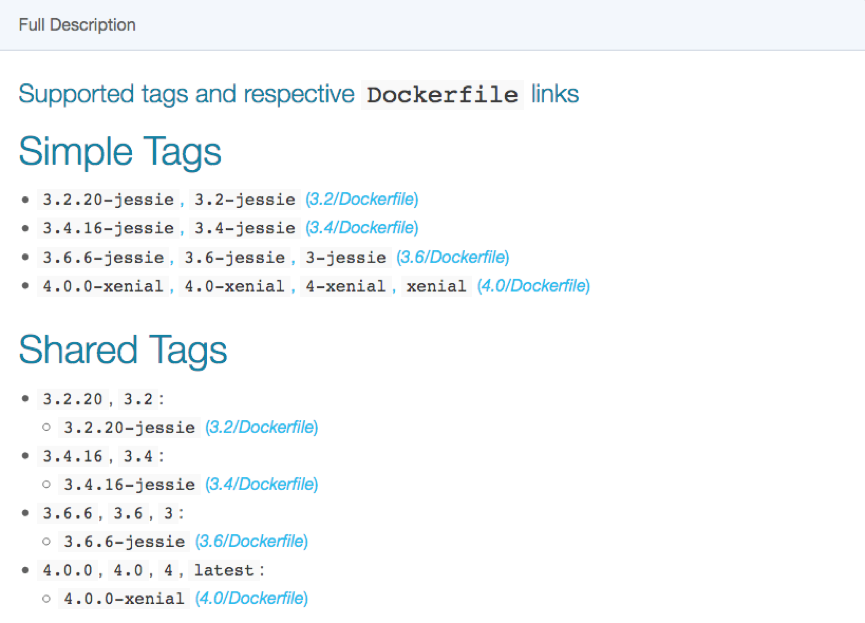 Full Description
Supported tags and respective Dockerfile links
Simple Tags
• 3.2.20-jessie, 3.2-jessie (3.2/Dockerfile)
• 3.4.16-jessie, 3.4-jessie (3.4/Dockerfile)
• 3.6.6-jessie, 3.6-jessie, 3-jessie (3.6/Dockerfile)
• 4.0.0-xenial, 4.0-xenial, 4-xenial, xenial (4.0/Dockerfile)
Shared Tags
• 3.2.20, 3.2:
○ 3.2.20-jessie (3.2/Dockerfile)
• 3.4.16, 3.4:
○ 3.4.16-jessie (3.4/Dockerfile)
• 3.6.6, 3.6, 3:
○ 3.6.6-jessie (3.6/Dockerfile)
• 4.0.0, 4.0, 4, latest:
○ 4.0.0-xenial (4.0/Dockerfile)